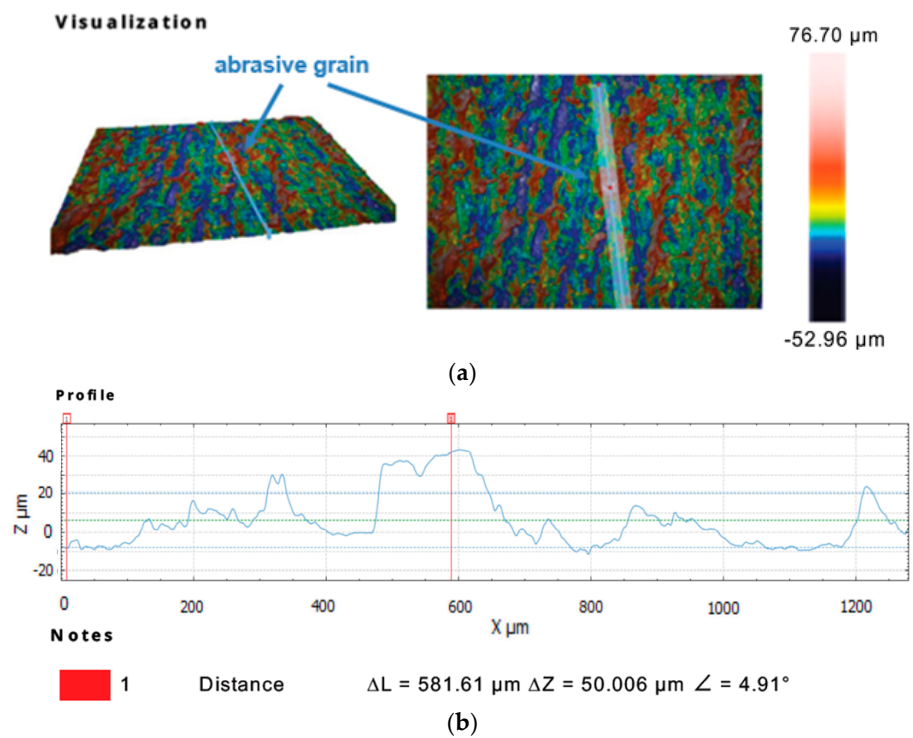 Visualization
76.70 µm
abrasive grain
-52.96 µm
(a)
Profile
1
Z µm
40
20
0
-20
0 200 400 600 800 1000 1200
X µm
Notes
1 Distance ΔL = 581.61 µm ΔZ = 50.006 µm ∠ = 4.91°
(b)